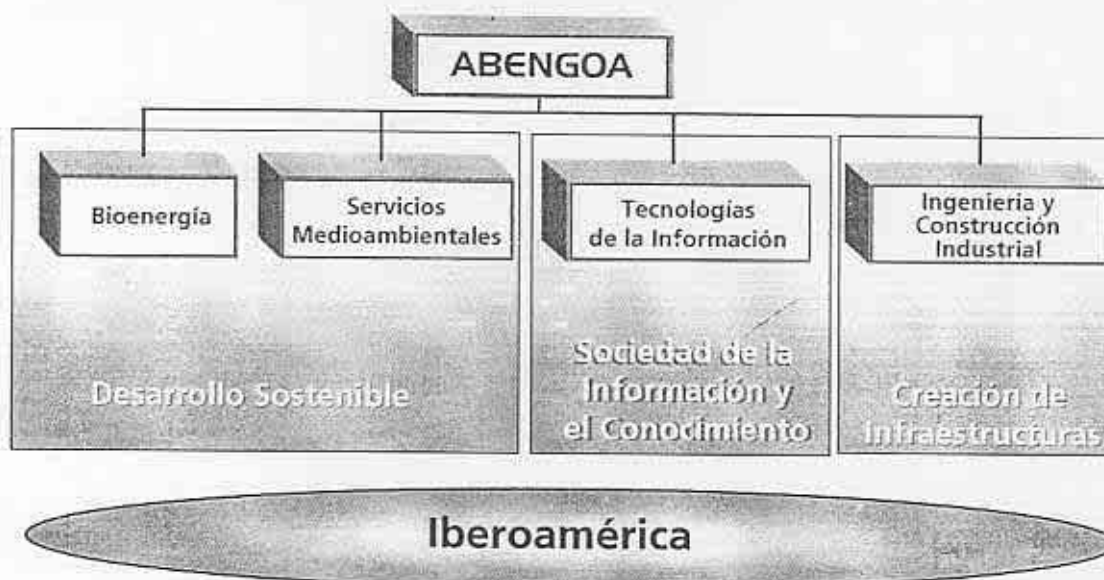 ABENGOA
Bioenergía
Servicios
Medioambientales
Tecnologías
de la Información
Ingenieria y
Construcción
Industrial
Desarrollo Sostenible
Sociedad de la
Información y
el Conocimiento
Creación de
Infraestructuras
Iberoamérica